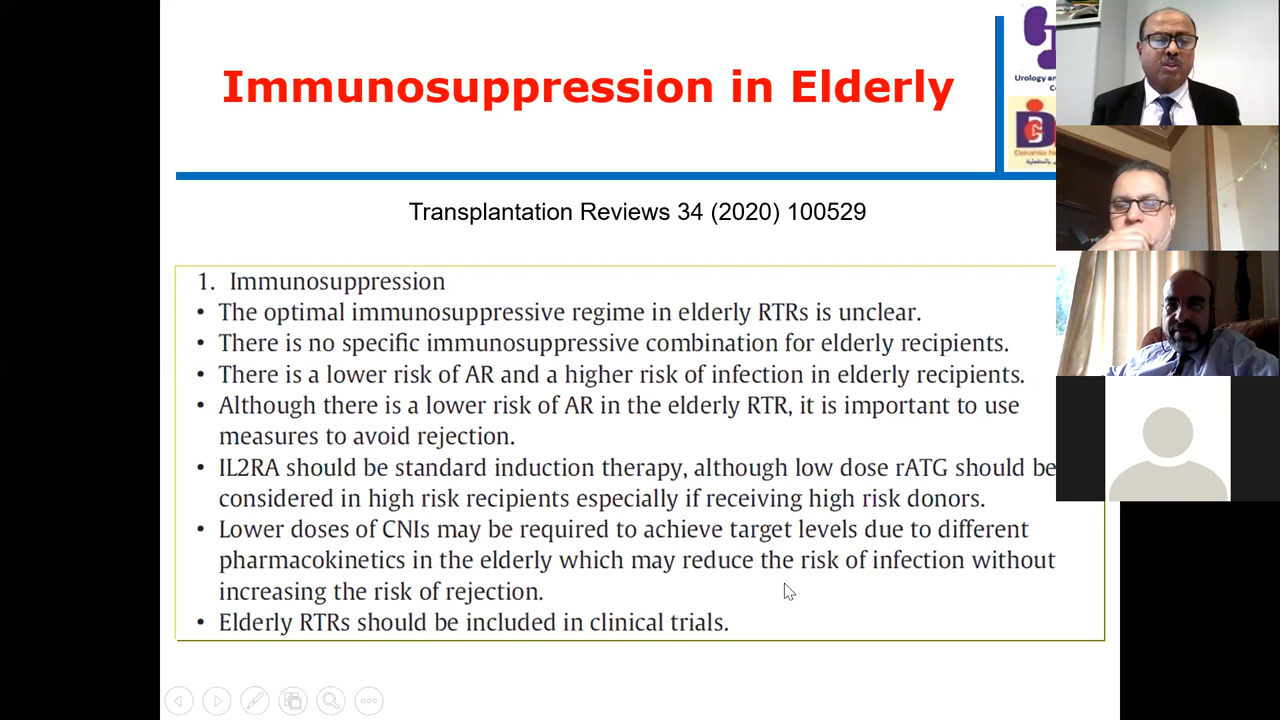 Immunosuppression in Elderly
Urology and
Transplantation Reviews 34 (2020) 100529
1. Immunosuppression
• The optimal immunosuppressive regime in elderly RTRs is unclear.
• There is no specific immunosuppressive combination for elderly recipients.
• There is a lower risk of AR and a higher risk of infection in elderly recipients.
• Although there is a lower risk of AR in the elderly RTR, it is important to use
measures to avoid rejection.
• IL2RA should be standard induction therapy, although low dose rATG should be
considered in high risk recipients especially if receiving high risk donors.
• Lower doses of CNIs may be required to achieve target levels due to different
pharmacokinetics in the elderly which may reduce the risk of infection without
increasing the risk of rejection.
• Elderly RTRs should be included in clinical trials.